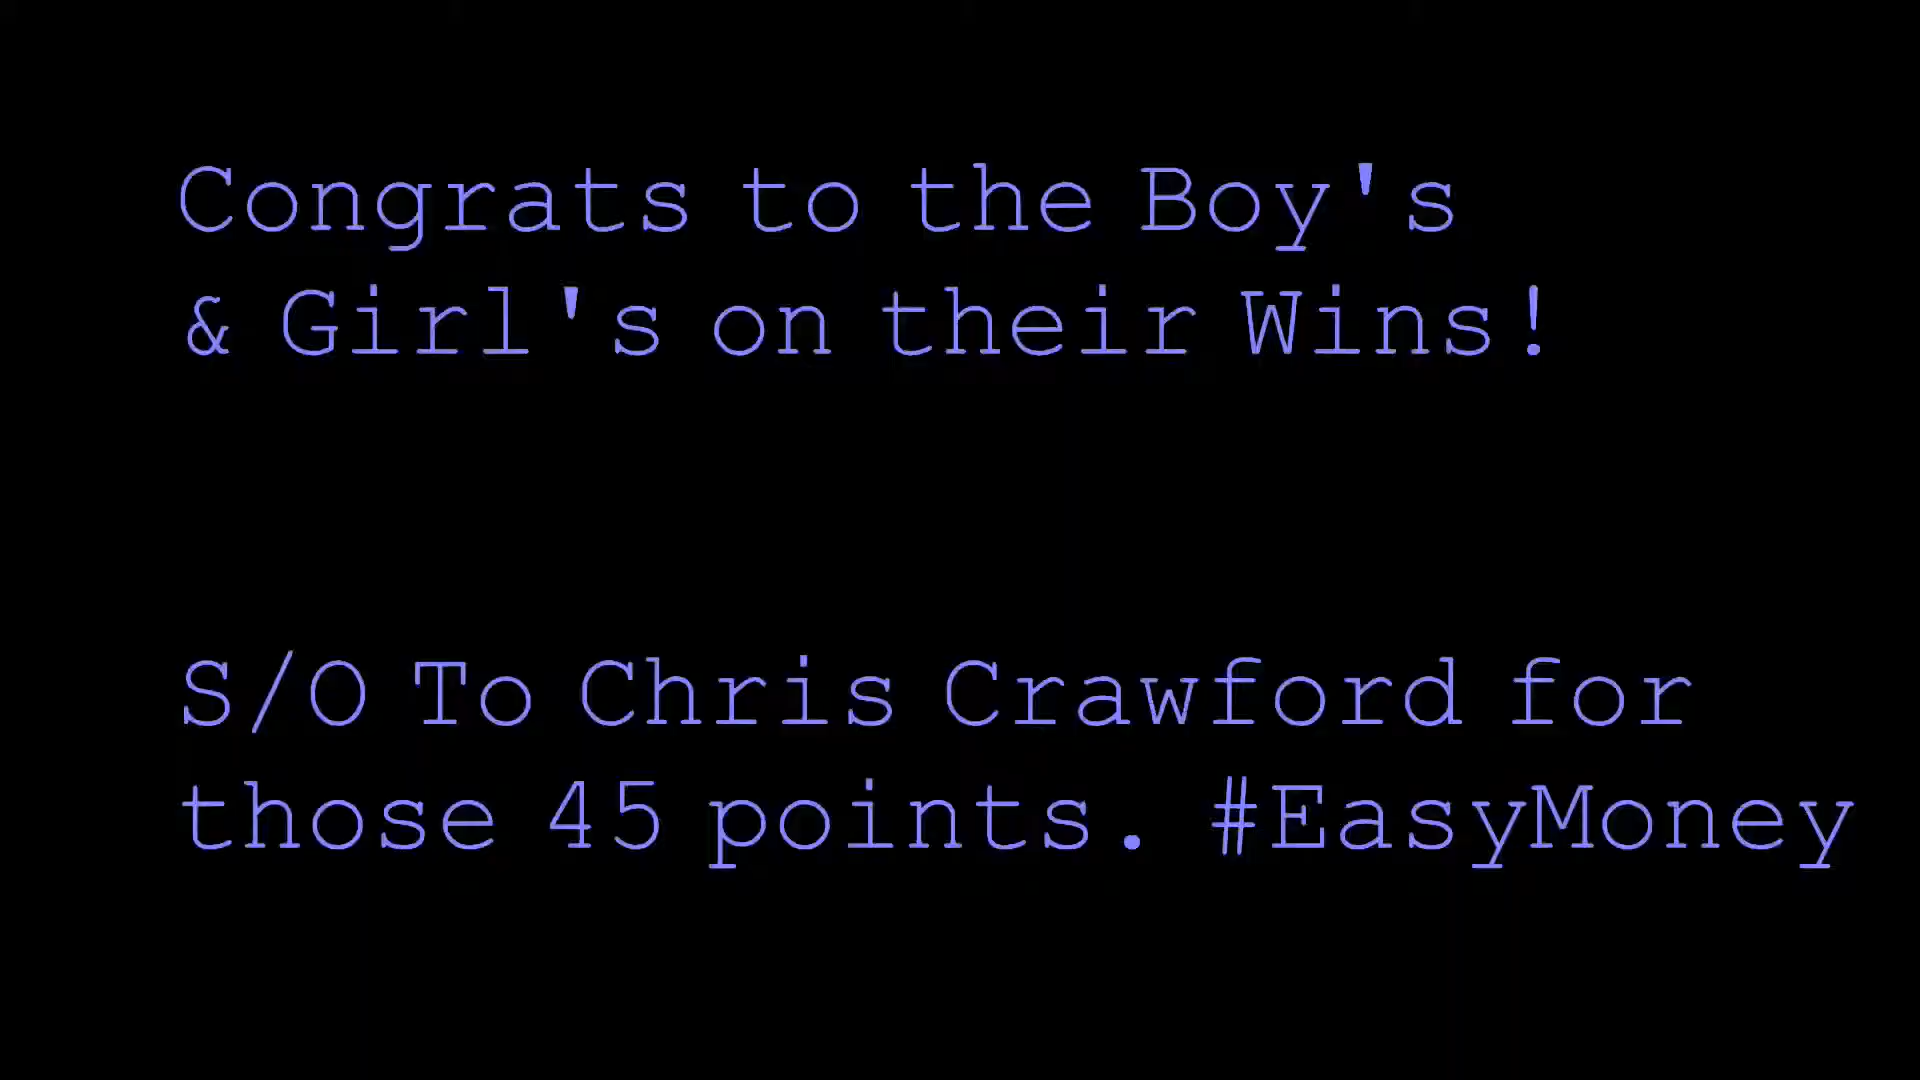 Congrats to the Boy's
& Girl's on their Wins!
S/O To Chris Crawford for
those 45 points. #EasyMoney